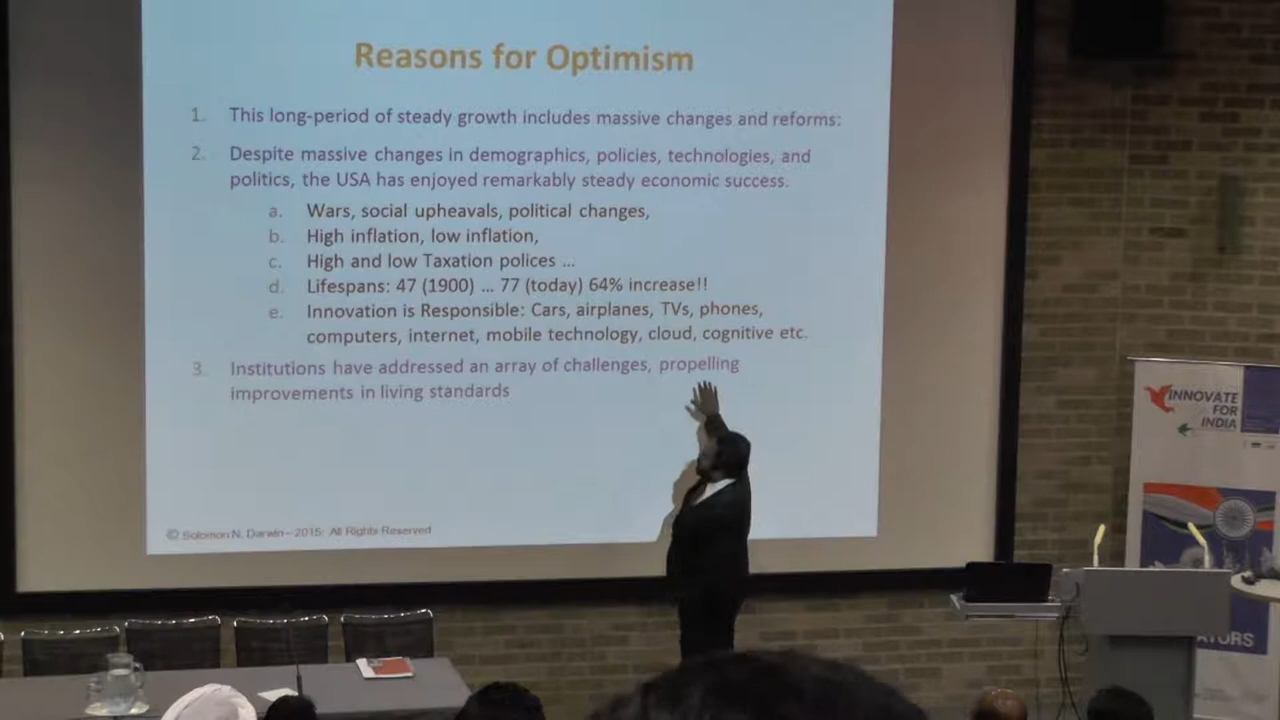 Reasons for Optimism
1. This long-period of steady growth includes massive changes and reforms:
2. Despite massive changes in demographics, policies, technologies, and
politics, the USA has enjoyed remarkably steady economic success.
a. Wars, social upheavals, political changes,
b. High inflation, low inflation,
c. High and low Taxation polices ...
d. Lifespans: 47 (1900) ... 77 (today) 64% increase!!
e. Innovation is Responsible: Cars, airplanes, TVs, phones,
computers, internet, mobile technology, cloud, cognitive etc.
3. Institutions have addressed an array of challenges, propelling
improvements in living standards
© Solomon N. Darwin – 2015: All Rights Reserved
INNOVATE
FOR
INDIA